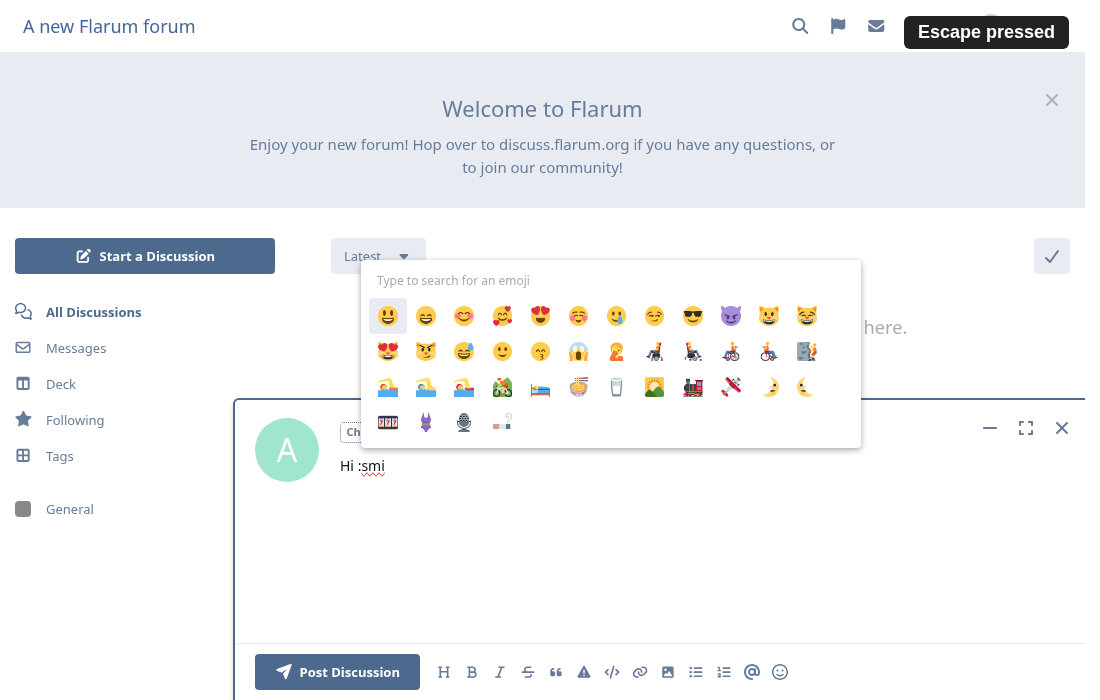 A new Flarum forum
Escape pressed
Welcome to Flarum
Enjoy your new forum! Hop over to discuss.flarum.org if you have any questions, or
to join our community!
Start a Discussion
Latest
All Discussions
Messages
Deck
Following
Tags
General
Type to search for an emoji
here.
A
Ch
Hi :smi
Post Discussion